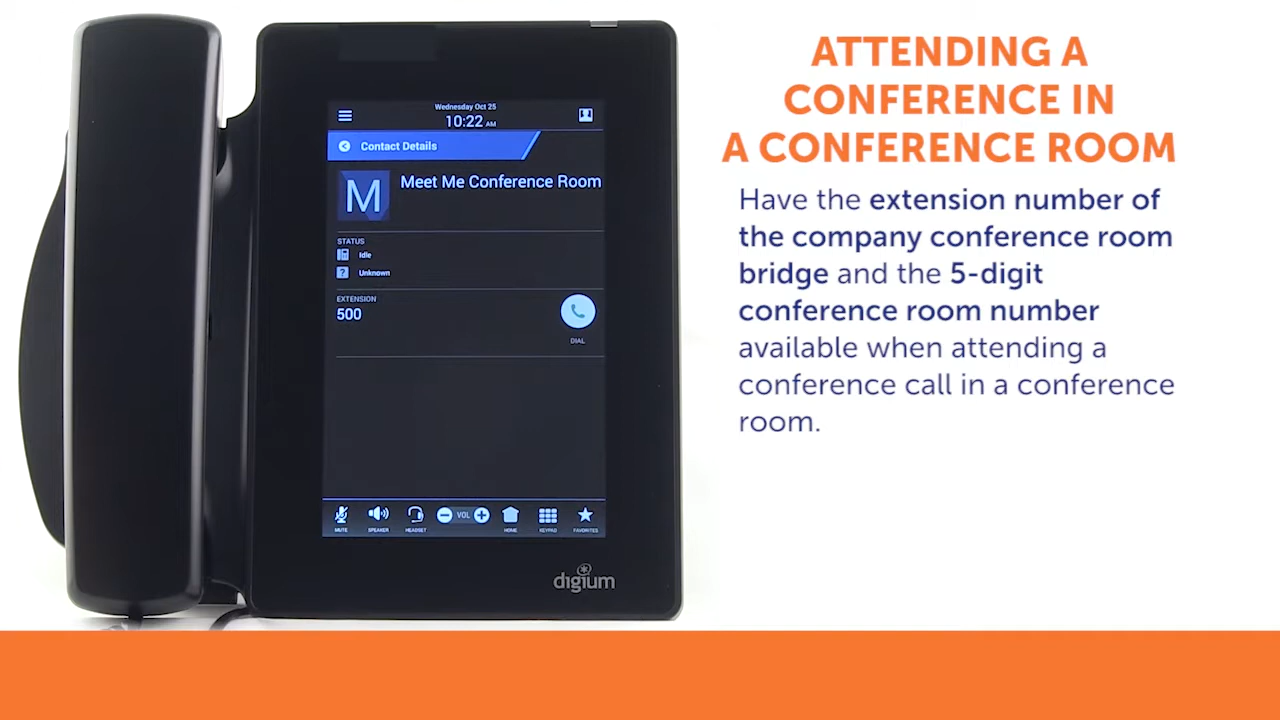 Wednesday Oct 25
10:22 AM
Contact Details
M
Meet Me Conference Room
STATUS
Idle
?
Unknown
EXTENSION
500
DIAL
VOL
MUTE SPEAKER HEADSET HOME KEYPAD FAVORITES
digium
ATTENDING A
CONFERENCE IN
A CONFERENCE ROOM
Have the extension number of
the company conference room
bridge and the 5-digit
conference room number
available when attending a
conference call in a conference
room.